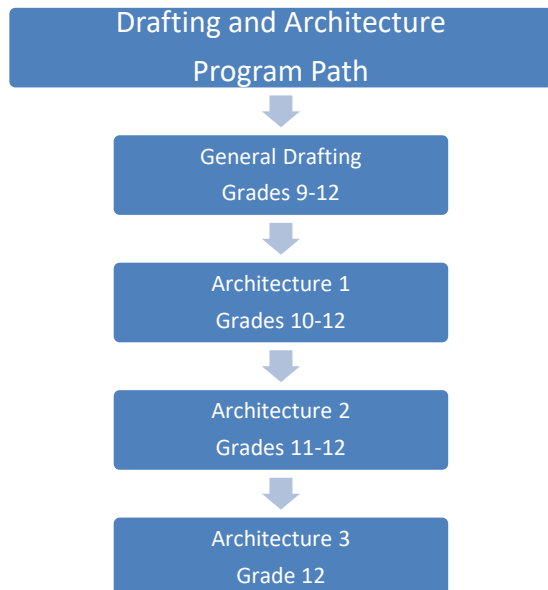 Drafting and Architecture
Program Path
General Drafting
Grades 9-12
Architecture 1
Grades 10-12
Architecture 2
Grades 11-12
Architecture 3
Grade 12